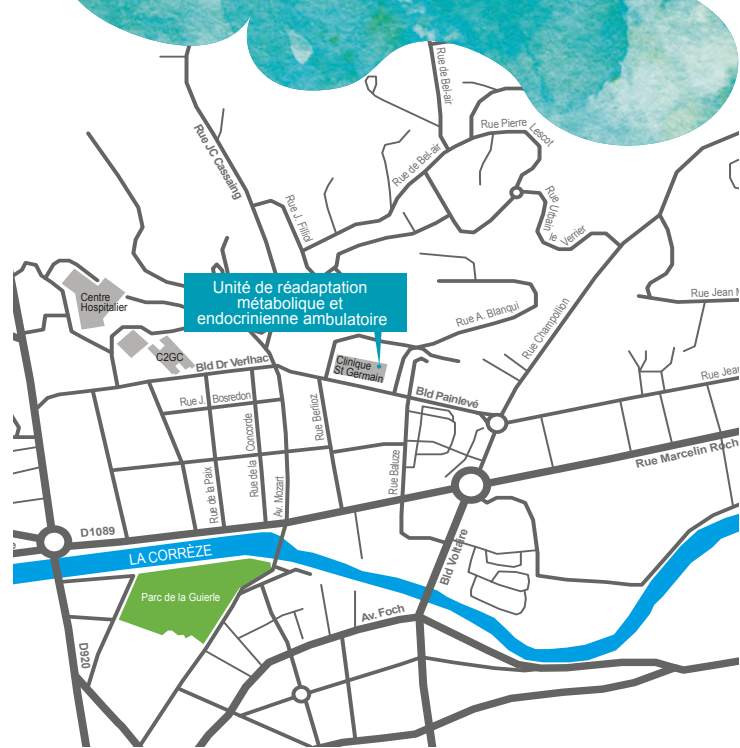 Rue de Bel-air
Rue Pierre Lescot
Rue JC Cassaing
Rue de Bel-air
Rue J. Filliol
Rue Urbain
le Verrier
Centre
Hospitalier
Unité de réadaptation
métabolique et
endocrinienne ambulatoire
Rue Jean M
Rue A. Blanqui
Rue Champollion
C2GC
Bld Dr Verlhac
Clinique
St Germain
Rue Jean
Bld Painlevé
Rue J. Bosredon
Rue Berlioz
Rue de la
Concorde
Rue Marcelin Roche
Rue de la Paix
Av. Mozart
Rue Baluze
D1089
e
LA CORRÈZE
Bld Voltaire
Parc de la Guierle
Av. Foch
D920